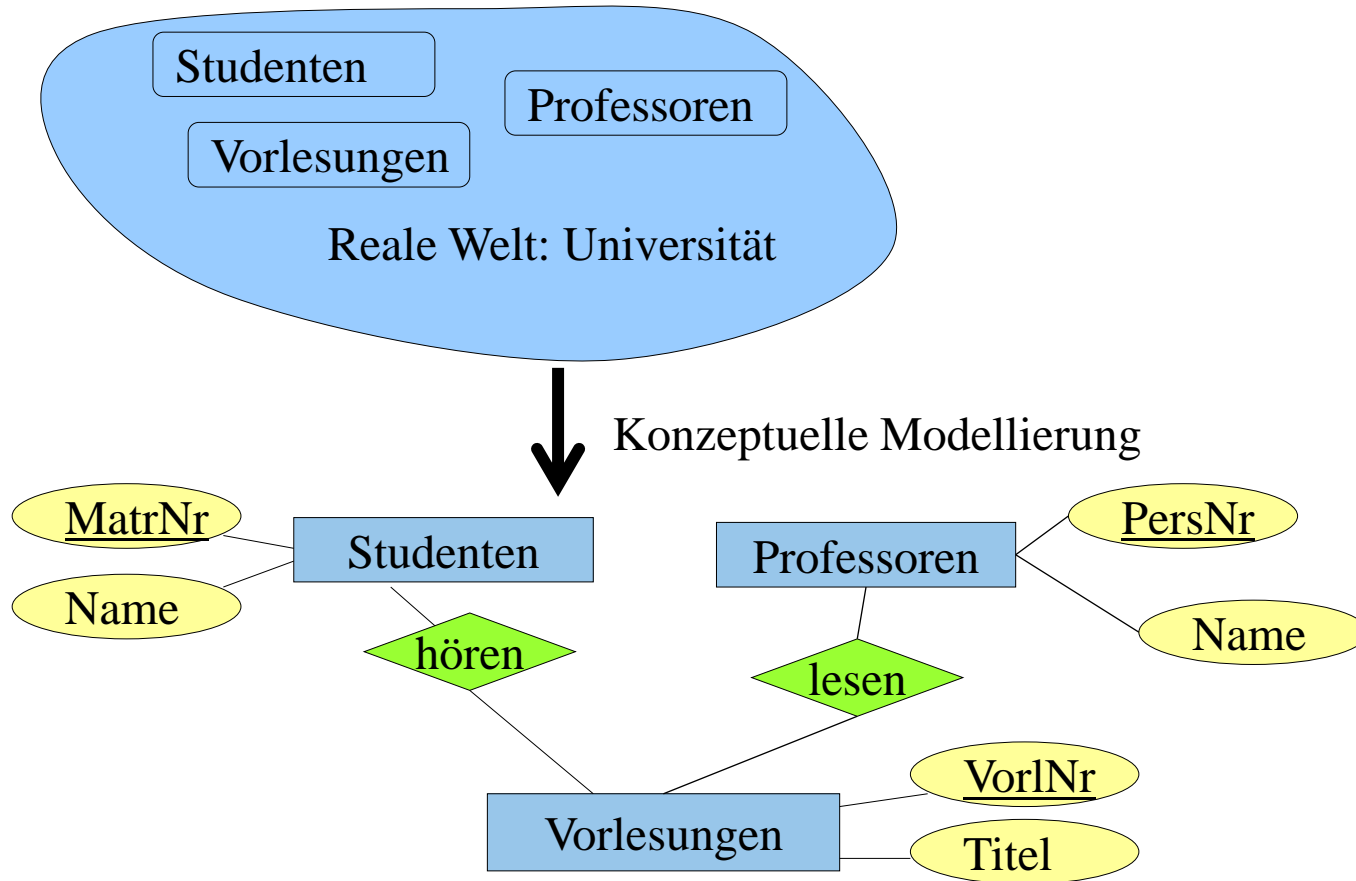 Studenten
Professoren
Vorlesungen
Reale Welt: Universität
Konzeptuelle Modellierung
MatrNr
Studenten
Professoren
PersNr
Name
Name
hören
lesen
VorlNr
Vorlesungen
Titel